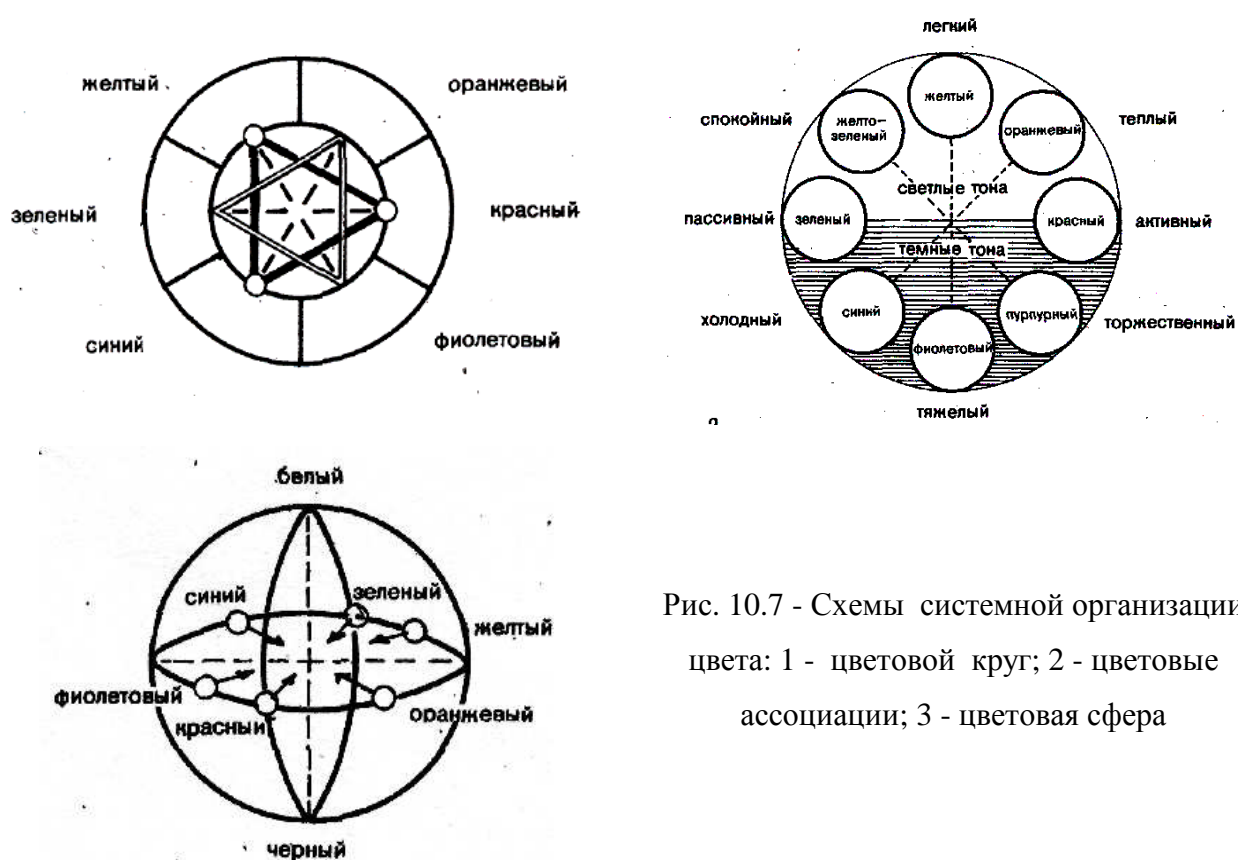 желтый
оранжевый
зеленый
красный
синий
фиолетовый
легкий
спокойный
желтый
теплый
желто-
зеленый
оранжевый
светлые тона
пассивный
зеленый
красный
активный
темные тона
холодный
синий
пурпурный
торжественный
фиолетовый
тяжелый
белый
синий
зеленый
желтый
фиолетовый
красный
оранжевый
черный
Рис. 10.7 - Схемы системной организации
цвета: 1 - цветовой круг; 2 - цветовые
ассоциации; 3 - цветовая сфера